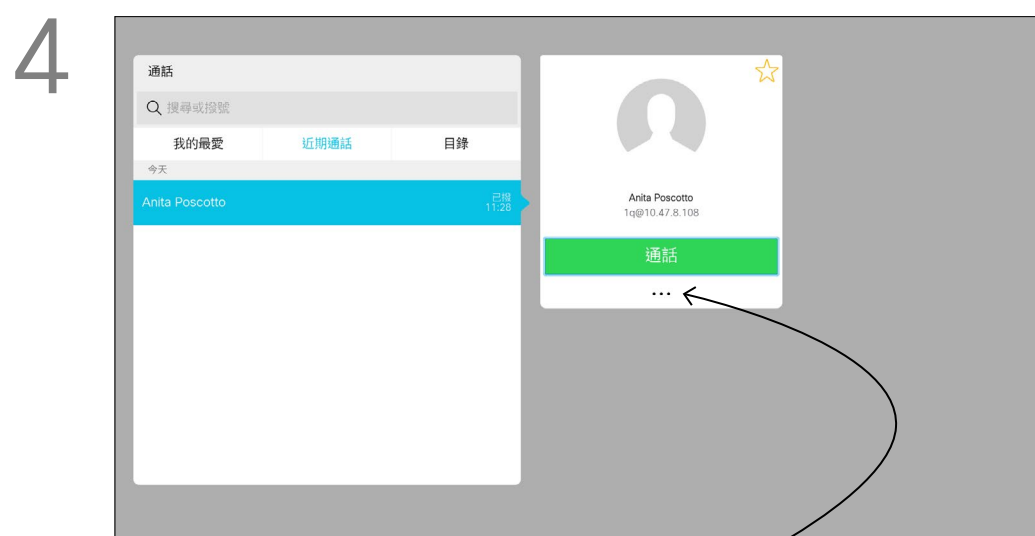 4
通話
搜尋或撥號
我的最愛 近期通話 目錄
今天
Anita Poscotto
已撥
11:28
Anita Poscotto
1q@10.47.8.108
通話
...